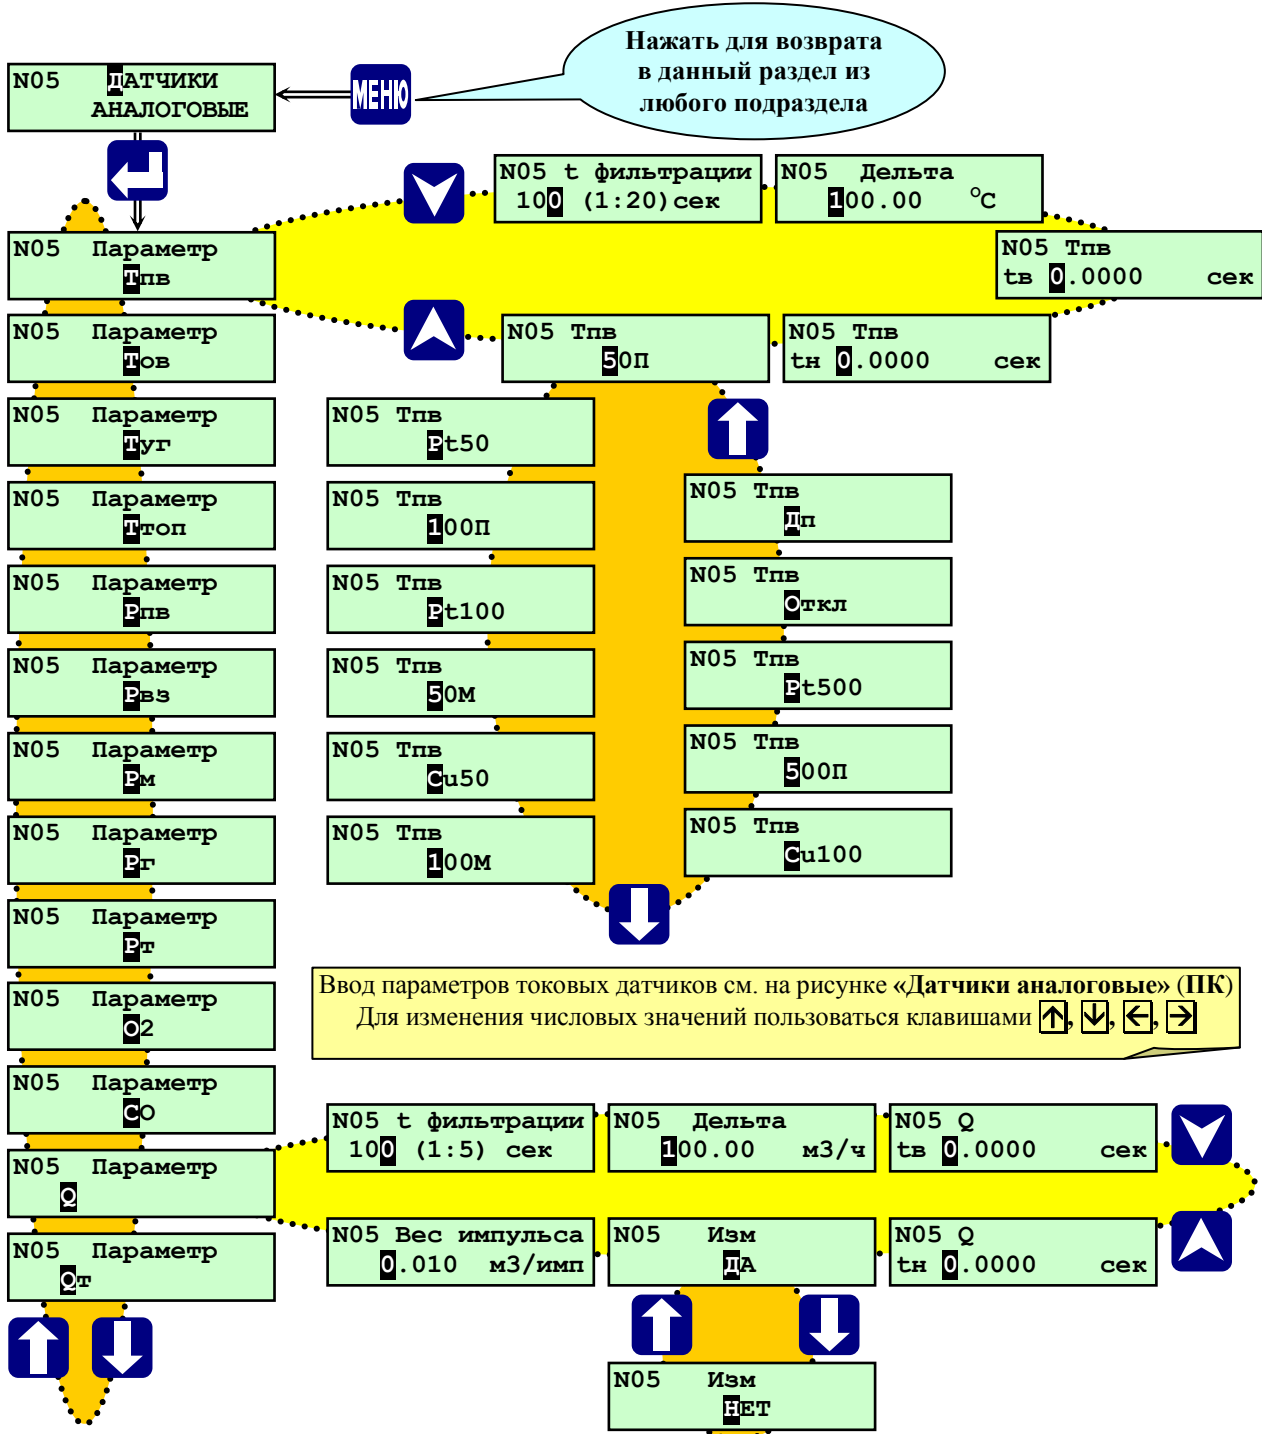 Нажать для возврата
в данный раздел из
любого подраздела
N05 ДАТЧИКИ
АНАЛОГОВЫЕ
МЕНЮ
N05 t фильтрации
100 (1:20)сек
N05 Дельта
100.00 °С
N05 Параметр
Тпв
N05 Тпв
tв 0.0000 сек
N05 Параметр
Тов
N05 Тпв
50П
N05 Тпв
tн 0.0000 сек
N05 Параметр
Туг
N05 Тпв
Pt50
N05 Параметр
Ттоп
N05 Тпв
100П
N05 Тпв
Дп
N05 Параметр
Рпв
N05 Тпв
Pt100
N05 Тпв
Откл
N05 Параметр
Рвз
N05 Тпв
50М
N05 Тпв
Pt500
N05 Параметр
Рм
N05 Тпв
Cu50
N05 Тпв
500П
N05 Параметр
Рг
N05 Тпв
100М
N05 Тпв
Cu100
N05 Параметр
Рт
Ввод параметров токовых датчиков см. на рисунке «Датчики аналоговые» (ПК)
Для изменения числовых значений пользоваться клавишами ↑, ↓, ←, →
N05 Параметр
О2
N05 Параметр
СО
N05 t фильтрации
100 (1:5) сек
N05 Дельта
100.00 м3/ч
N05 Q
tв 0.0000 сек
N05 Параметр
Q
N05 Вес импульса
0.010 м3/имп
N05 Изм
ДА
N05 Q
tн 0.0000 сек
N05 Параметр
Qт
N05 Изм
НЕТ